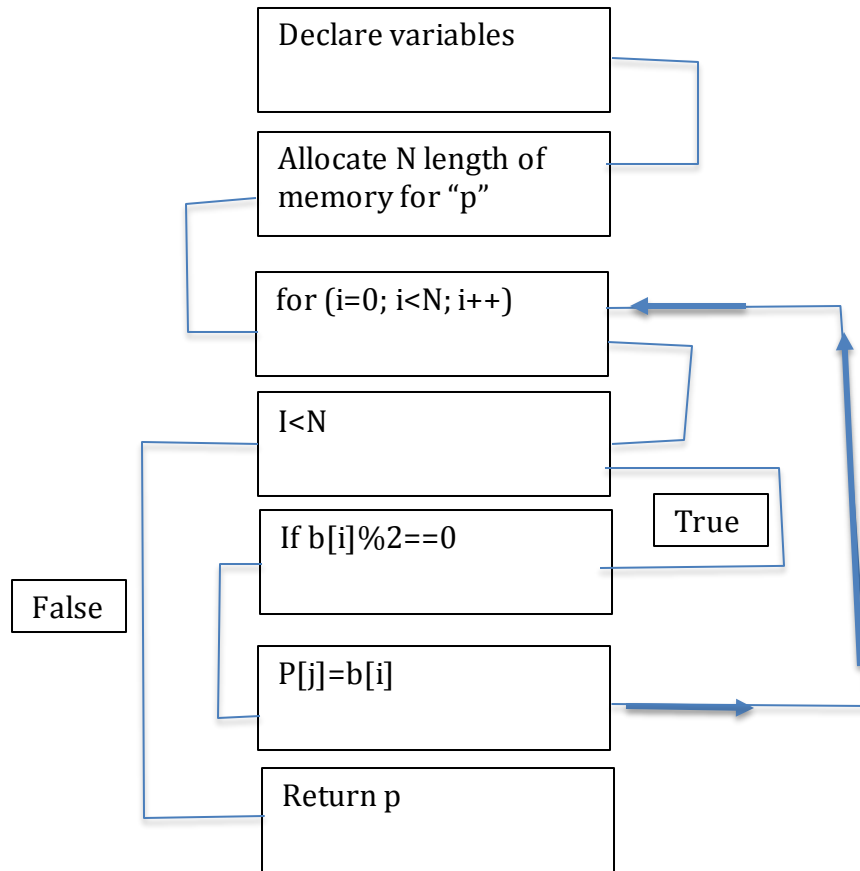 Declare variables
Allocate N length of
memory for “p”
for (i=0; i<N; i++)
I<N
True
If b[i]%2==0
False
P[j]=b[i]
Return p